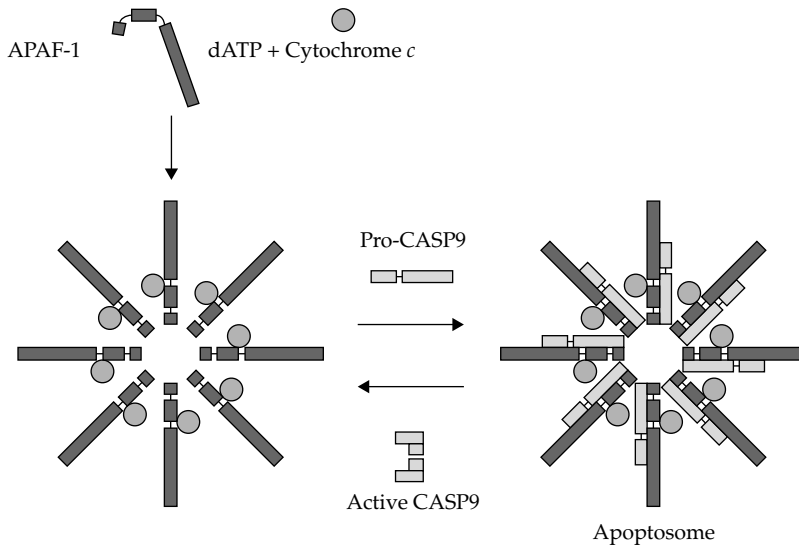 APAF-1
dATP + Cytochrome c
Pro-CASP9
Active CASP9
Apoptosome